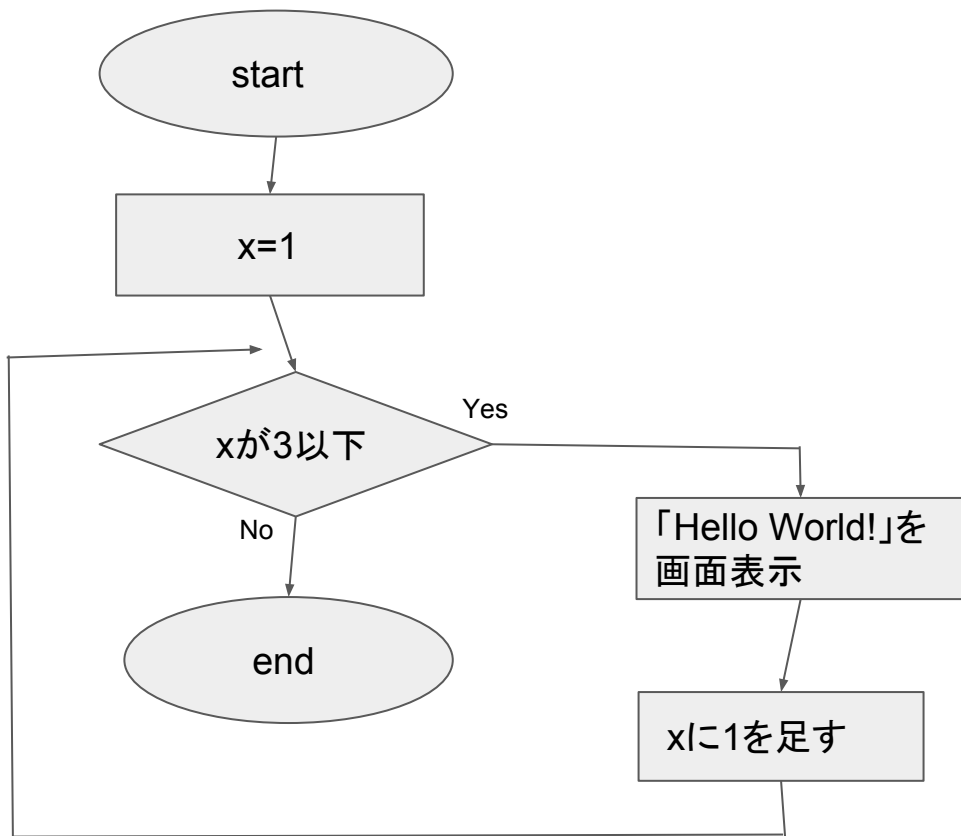 start
x=1
Yes
xが3以下
No
「Hello World!」を
画面表示
end
xに1を足す